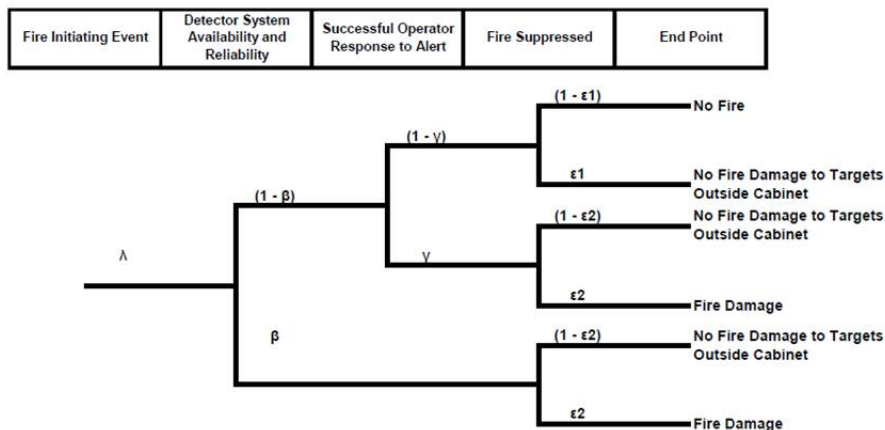 Fire Initiating Event
Detector System
Availability and
Reliability
Successful Operator
Response to Alert
Fire Suppressed
End Point
(1 - ε1)
No Fire
(1 - γ)
ε1
No Fire Damage to Targets
Outside Cabinet
(1 - β)
(1 - ε2)
No Fire Damage to Targets
Outside Cabinet
λ
γ
ε2
Fire Damage
β
(1 - ε2)
No Fire Damage to Targets
Outside Cabinet
ε2
Fire Damage